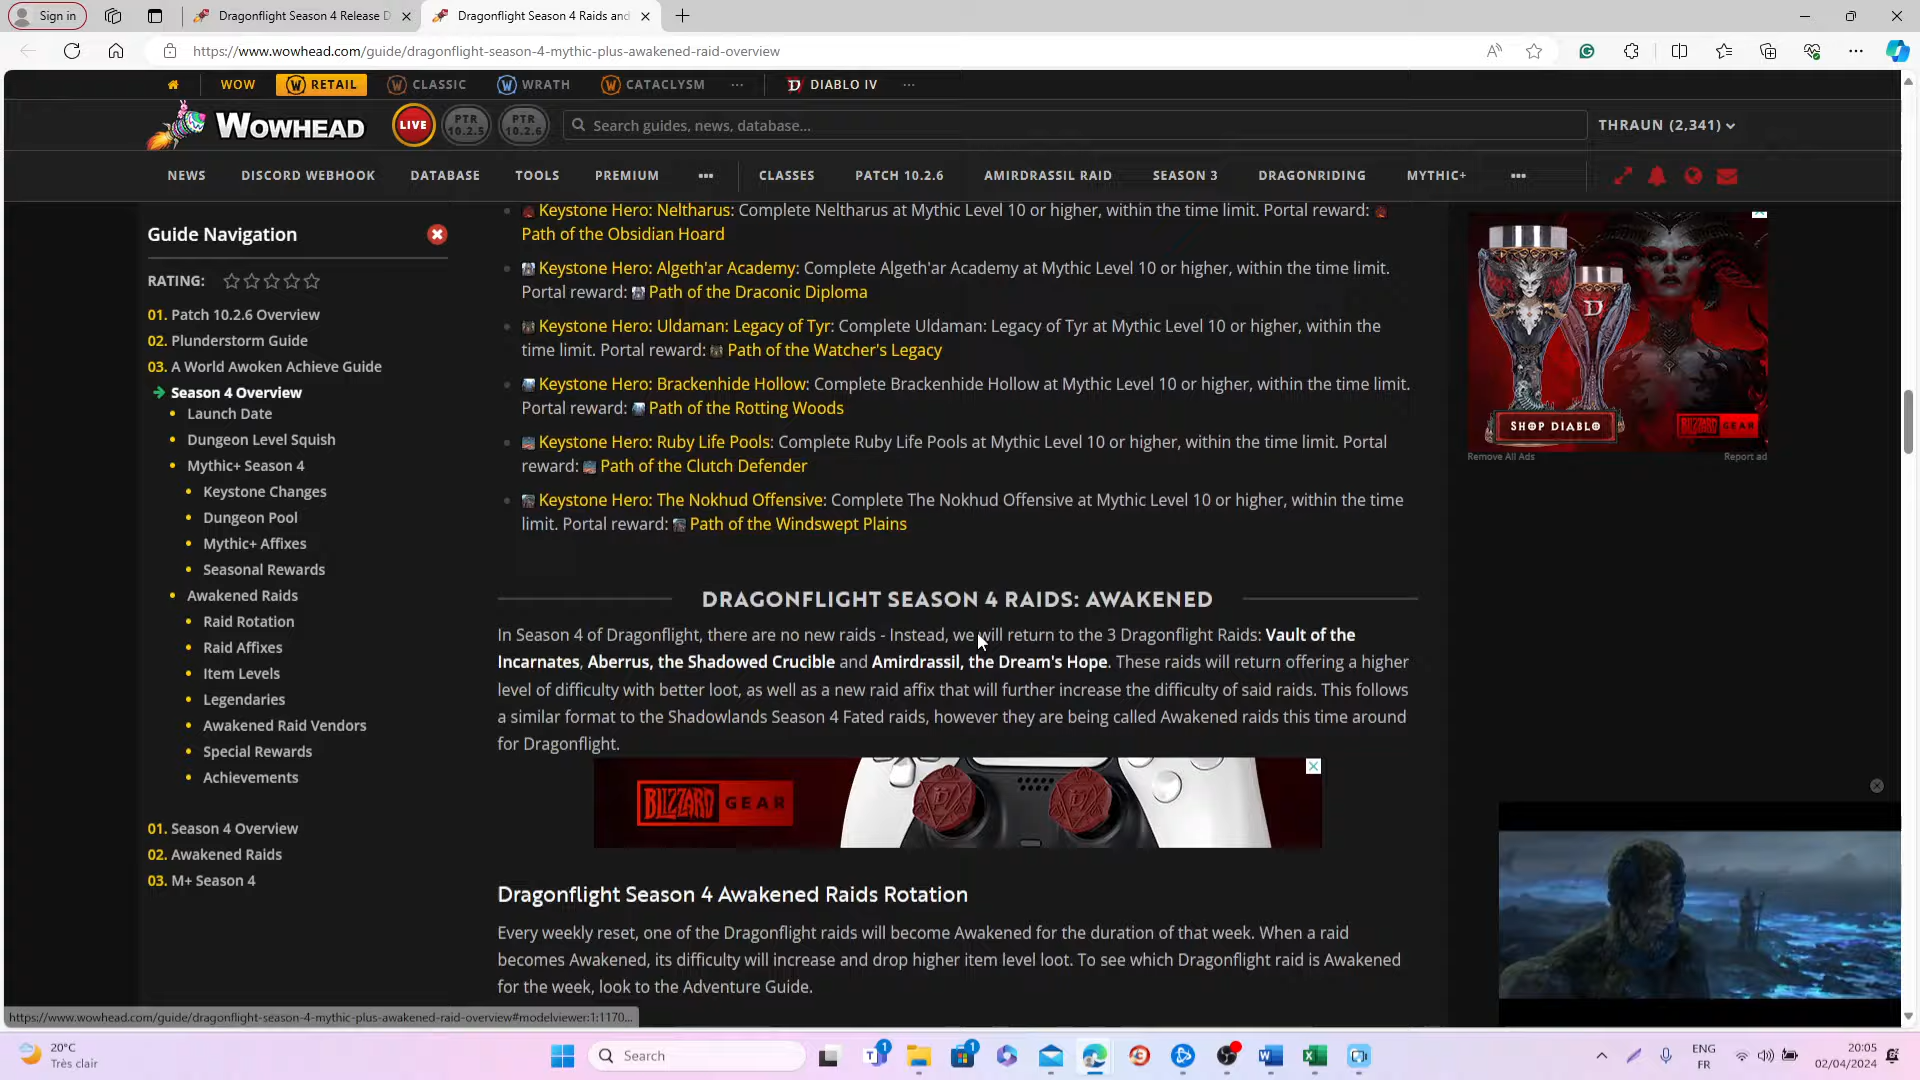 Sign in
Dragonflight Season 4 Release D
Dragonflight Season 4 Raids and
https://www.wowhead.com/guide/dragonflight-season-4-mythic-plus-awakened-raid-overview
WOW
RETAIL
CLASSIC
WRATH
CATACLYSM
DIABLO IV
WOWHEAD
LIVE
PTR 10.2.5
PTR 10.2.6
Search guides, news, database...
THRAUN (2,341)
NEWS
DISCORD WEBHOOK
DATABASE
TOOLS
PREMIUM
CLASSES
PATCH 10.2.6
AMIRDRASSIL RAID
SEASON 3
DRAGONRIDING
MYTHIC+
Guide Navigation
RATING:
01. Patch 10.2.6 Overview
02. Plunderstorm Guide
03. A World Awoken Achieve Guide
Season 4 Overview
Launch Date
Dungeon Level Squish
Mythic+ Season 4
Keystone Changes
Dungeon Pool
Mythic+ Affixes
Seasonal Rewards
Awakened Raids
Raid Rotation
Raid Affixes
Item Levels
Legendaries
Awakened Raid Vendors
Special Rewards
Achievements
01. Season 4 Overview
02. Awakened Raids
03. M+ Season 4
Keystone Hero: Neltharus: Complete Neltharus at Mythic Level 10 or higher, within the time limit. Portal reward:
Path of the Obsidian Hoard
Keystone Hero: Algeth'ar Academy: Complete Algeth'ar Academy at Mythic Level 10 or higher, within the time limit.
Portal reward: Path of the Draconic Diploma
Keystone Hero: Uldaman: Legacy of Tyr: Complete Uldaman: Legacy of Tyr at Mythic Level 10 or higher, within the
time limit. Portal reward: Path of the Watcher's Legacy
Keystone Hero: Brackenhide Hollow: Complete Brackenhide Hollow at Mythic Level 10 or higher, within the time limit.
Portal reward: Path of the Rotting Woods
Keystone Hero: Ruby Life Pools: Complete Ruby Life Pools at Mythic Level 10 or higher, within the time limit. Portal
reward: Path of the Clutch Defender
Keystone Hero: The Nokhud Offensive: Complete The Nokhud Offensive at Mythic Level 10 or higher, within the time
limit. Portal reward: Path of the Windswept Plains
DRAGONFLIGHT SEASON 4 RAIDS: AWAKENED
In Season 4 of Dragonflight, there are no new raids - Instead, we will return to the 3 Dragonflight Raids: Vault of the
Incarnates, Aberrus, the Shadowed Crucible and Amirdrassil, the Dream's Hope. These raids will return offering a higher
level of difficulty with better loot, as well as a new raid affix that will further increase the difficulty of said raids. This follows
a similar format to the Shadowlands Season 4 Fated raids, however they are being called Awakened raids this time around
for Dragonflight.
BLIZZARD GEAR
Dragonflight Season 4 Awakened Raids Rotation
Every weekly reset, one of the Dragonflight raids will become Awakened for the duration of that week. When a raid
becomes Awakened, its difficulty will increase and drop higher item level loot. To see which Dragonflight raid is Awakened
for the week, look to the Adventure Guide.
SHOP DIABLO
BLIZZARD GEAR
Remove All Ads
Report ad
https://www.wowhead.com/guide/dragonflight-season-4-mythic-plus-awakened-raid-overview#modelviewer:1:1170...
20°C
Très clair
Search
1
1
ENG
FR
20:05
02/04/2024